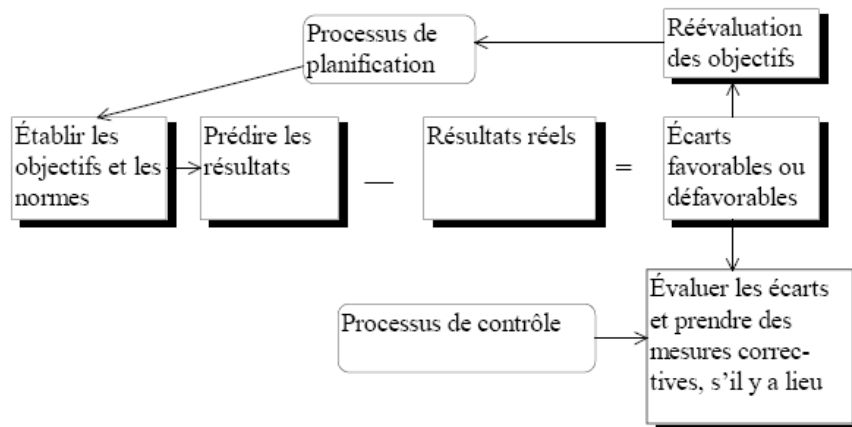 Processus de
planification
Réévaluation
des objectifs
Établir les
objectifs et les
normes
Prédire les
résultats
—
Résultats réels
=
Écarts
favorables ou
défavorables
Processus de contrôle
Évaluer les écarts
et prendre des
mesures correc-
tives, s’il y a lieu